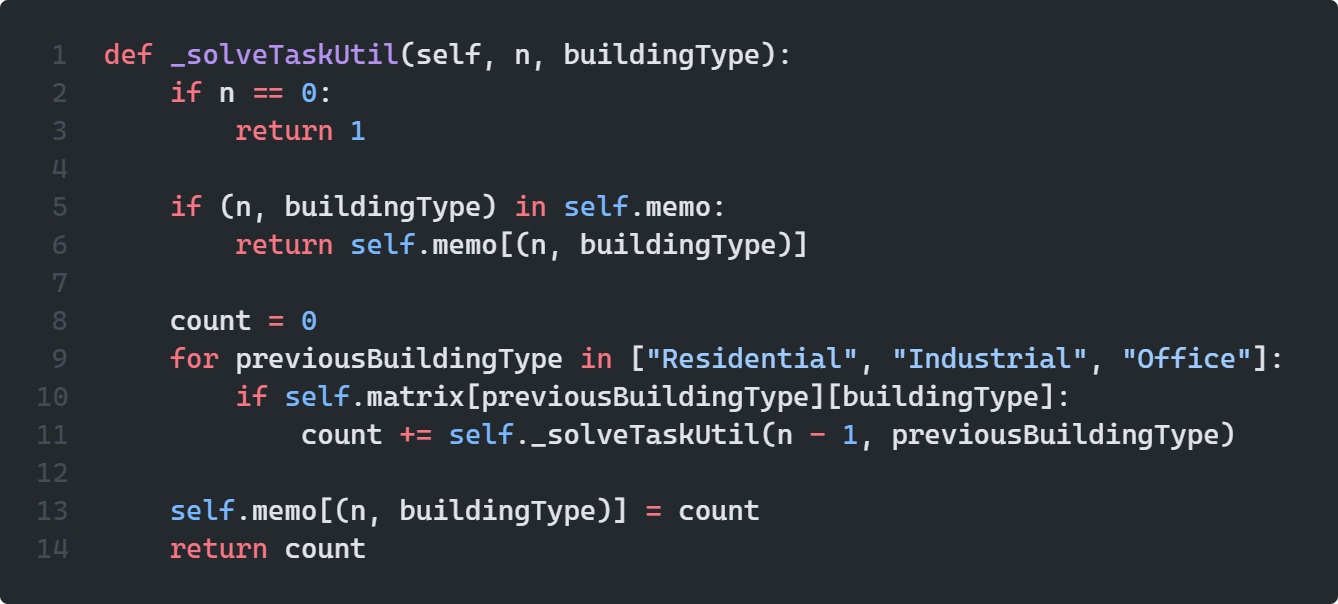 1 def _solveTaskUtil(self, n, buildingType):
2     if n == 0:
3         return 1
4
5     if (n, buildingType) in self.memo:
6         return self.memo[(n, buildingType)]
7
8     count = 0
9     for previousBuildingType in ["Residential", "Industrial", "Office"]:
10         if self.matrix[previousBuildingType][buildingType]:
11             count += self._solveTaskUtil(n - 1, previousBuildingType)
12
13     self.memo[(n, buildingType)] = count
14     return count